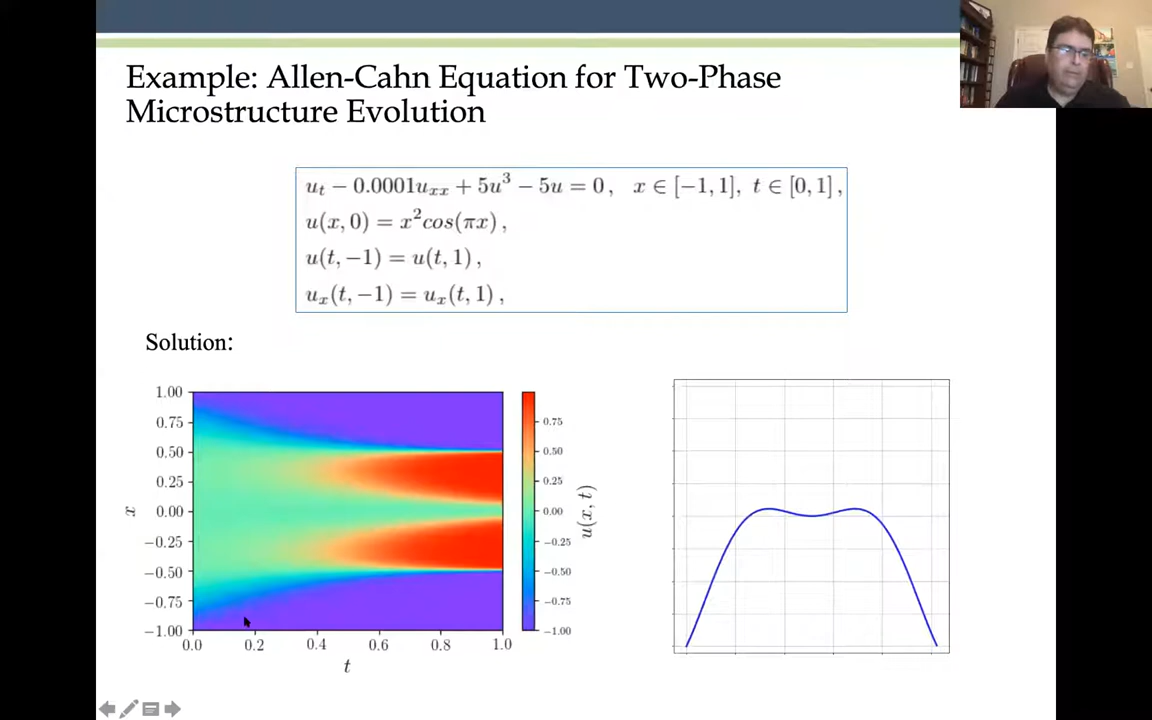 Example: Allen-Cahn Equation for Two-Phase
Microstructure Evolution
u_t − 0.0001u_{xx} + 5u^3 − 5u = 0 ,   x ∈ [−1, 1],  t ∈ [0, 1] ,
u(x, 0) = x^2cos(πx) ,
u(t, −1) = u(t, 1) ,
u_x(t, −1) = u_x(t, 1) ,
Solution:
1.00
0.75
0.50
0.25
0.00
−0.25
−0.50
−0.75
−1.00
x
0.0 0.2 0.4 0.6 0.8 1.0
t
0.75
0.50
0.25
0.00
−0.25
−0.50
−0.75
−1.00
u(x, t)